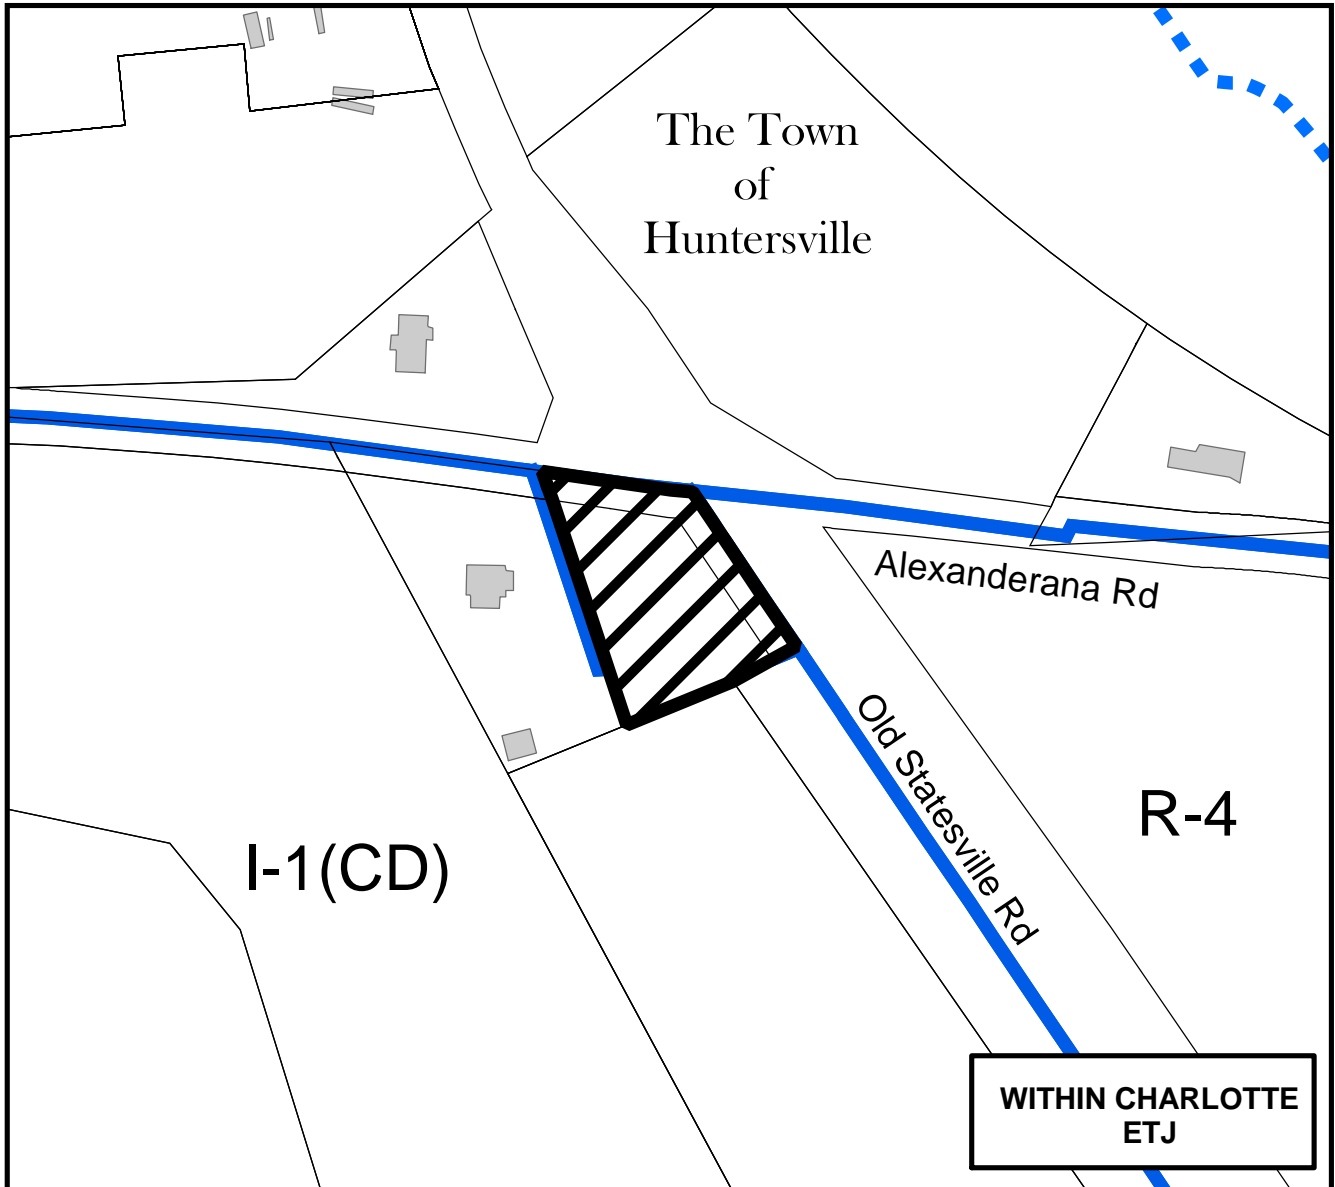 The Town
of
Huntersville
Alexanderana Rd
Old Statesville Rd
R-4
I-1(CD)
WITHIN CHARLOTTE
ETJ